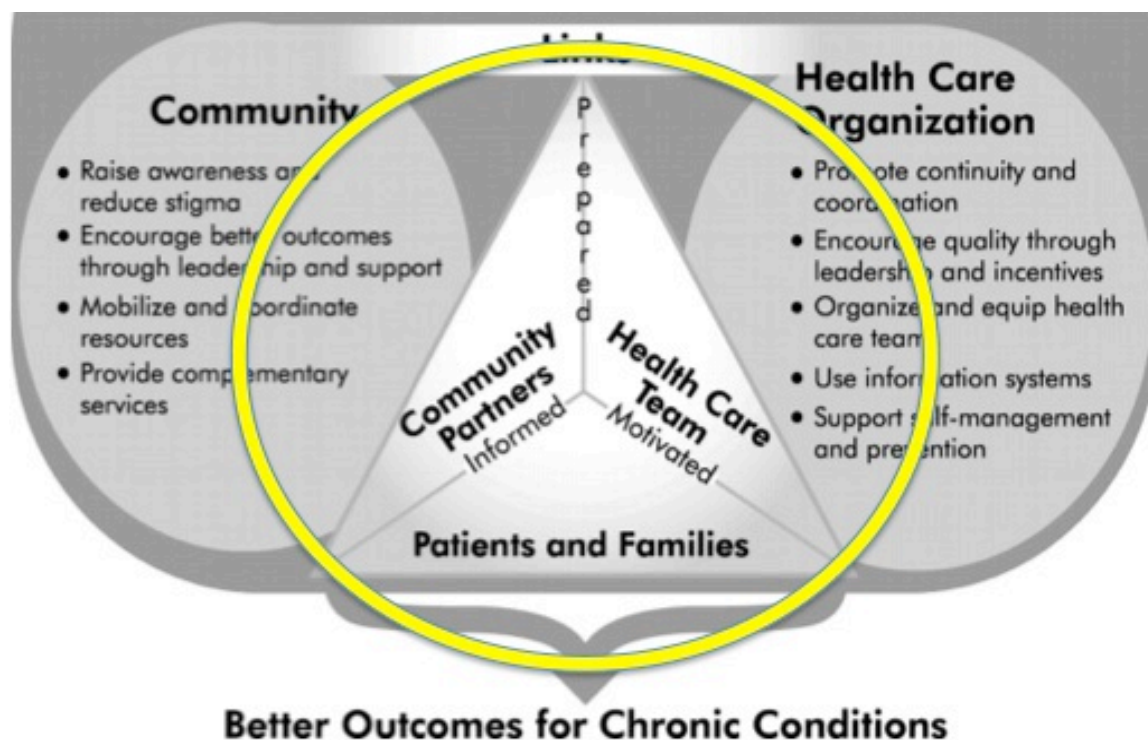 Links
Community
• Raise awareness and
reduce stigma
• Encourage better outcomes
through leadership and support
• Mobilize and coordinate
resources
• Provide complementary
services
Health Care
Organization
• Promote continuity and
coordination
• Encourage quality through
leadership and incentives
• Organize and equip health
care team
• Use information systems
• Support self-management
and prevention
Prepared
Community
Partners
Informed
Health Care
Team
Motivated
Patients and Families
Better Outcomes for Chronic Conditions